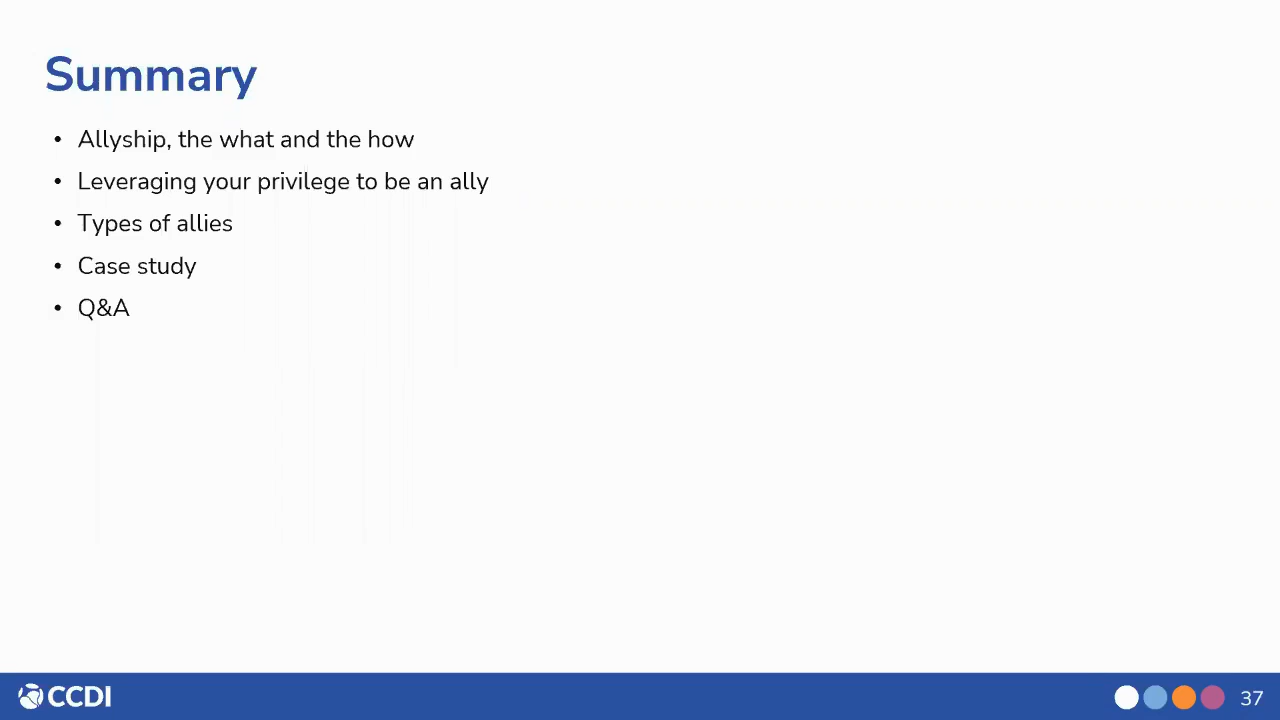 Summary
• Allyship, the what and the how
• Leveraging your privilege to be an ally
• Types of allies
• Case study
• Q&A
CCDI
37